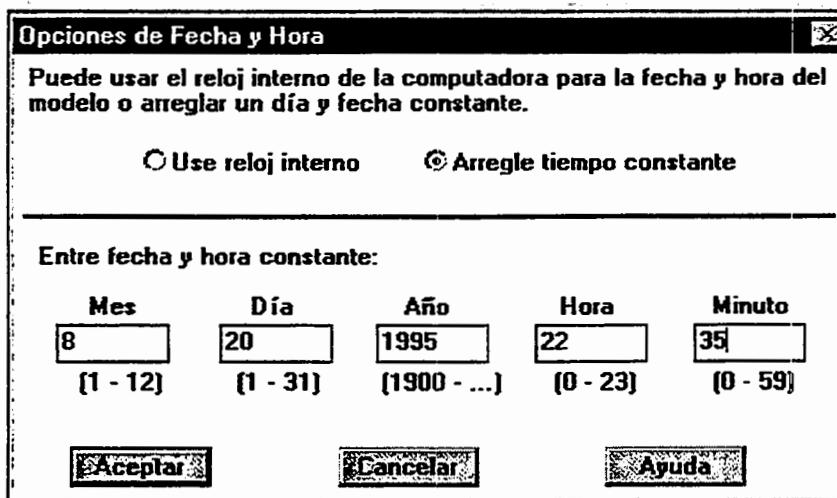 Opciones de Fecha y Hora
Puede usar el reloj interno de la computadora para la fecha y hora del
modelo o arreglar un día y fecha constante.
Use reloj interno Arregle tiempo constante
Entre fecha y hora constante:
Mes Día Año Hora Minuto
8 20 1995 22 35
(1 - 12) (1 - 31) (1900 - ...) (0 - 23) (0 - 59)
Aceptar Cancelar Ayuda